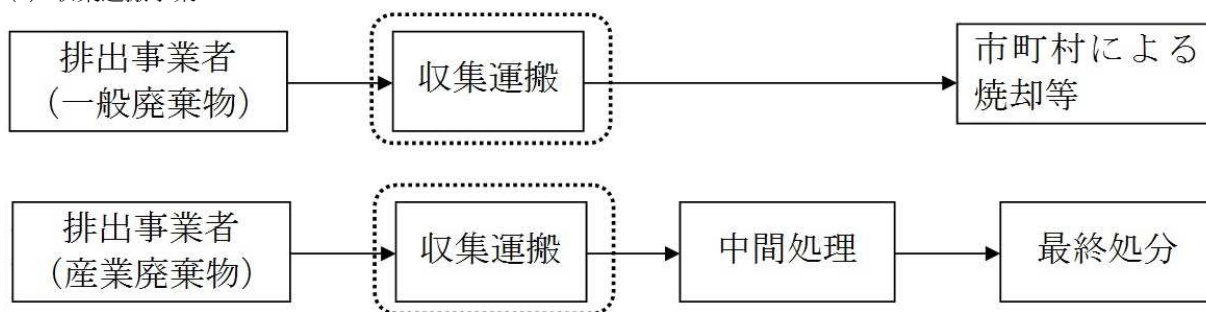 排出事業者
(一般廃棄物)
収集運搬
市町村による
焼却等
排出事業者
(産業廃棄物)
収集運搬
中間処理
最終処分